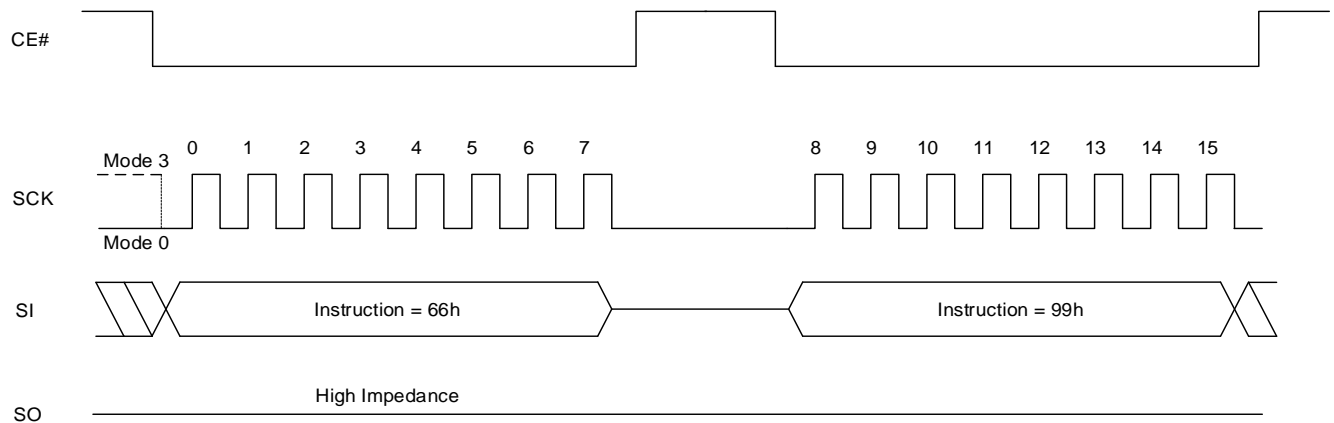 CE#
0 1 2 3 4 5 6 7 8 9 10 11 12 13 14 15
Mode 3
SCK
Mode 0
SI
Instruction = 66h
Instruction = 99h
High Impedance
SO